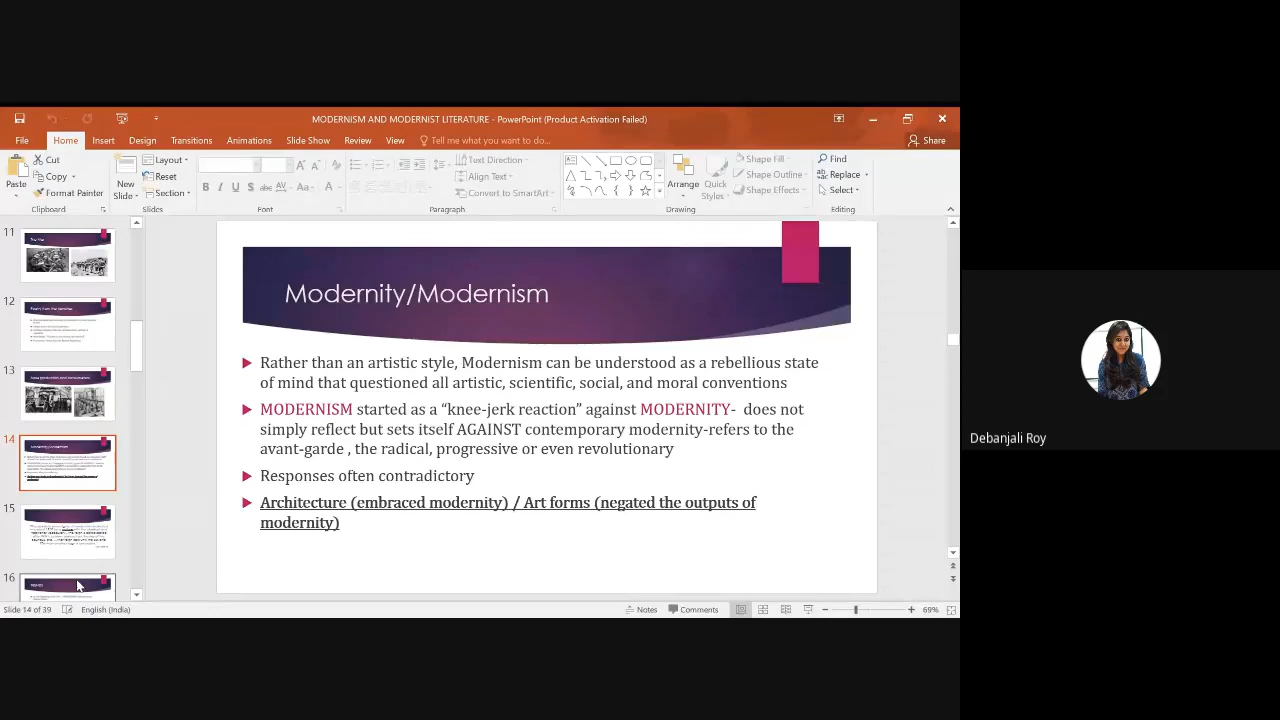 MODERNISM AND MODERNIST LITERATURE - PowerPoint (Product Activation Failed)
File Home Insert Design Transitions Animations Slide Show Review View Tell me what you want to do... Share
Paste
Cut
Copy
Format Painter
Clipboard
New Slide
Layout
Reset
Section
Slides
B I U S abc AV Aa A
Font
Text Direction
Align Text
Convert to SmartArt
Paragraph
Arrange
Quick Styles
Shape Fill
Shape Outline
Shape Effects
Drawing
Find
Replace
Select
Editing
11
12
13
14
15
16
Modernity/Modernism
Rather than an artistic style, Modernism can be understood as a rebellious state
of mind that questioned all artistic, scientific, social, and moral conventions
MODERNISM started as a “knee-jerk reaction” against MODERNITY- does not
simply reflect but sets itself AGAINST contemporary modernity-refers to the
avant-garde , the radical, progressive or even revolutionary
Responses often contradictory
Architecture (embraced modernity) / Art forms (negated the outputs of
modernity)
Debanjali Roy
Slide 14 of 39 English (India) Notes Comments 69%